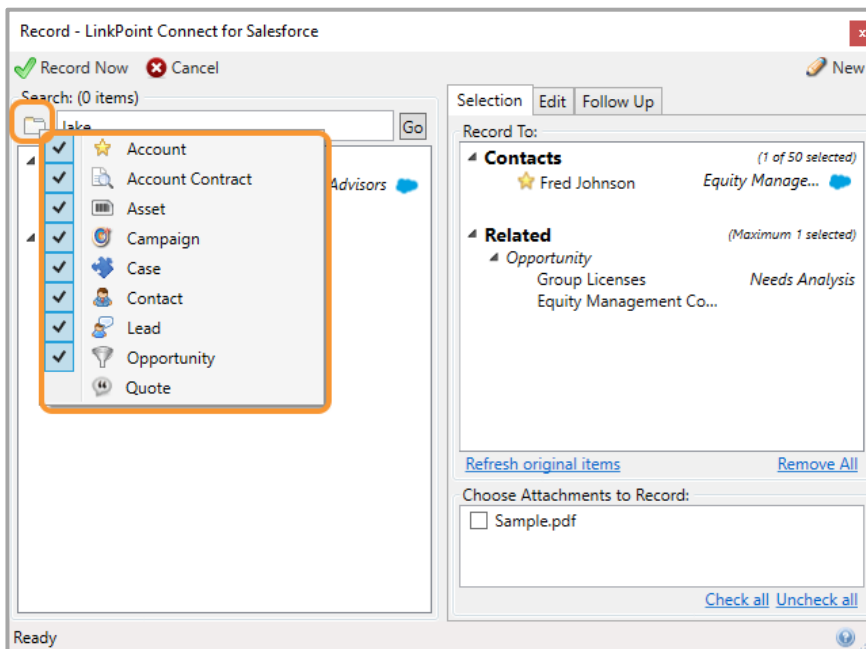 Record - LinkPoint Connect for Salesforce
x
Record Now Cancel New
Search: (0 items)
Go
Account
Account Contract
Asset
Campaign
Case
Contact
Lead
Opportunity
Quote
Advisors
Selection Edit Follow Up
Record To:
Contacts (1 of 50 selected)
Fred Johnson Equity Manage...
Related (Maximum 1 selected)
Opportunity
Group Licenses Needs Analysis
Equity Management Co...
Refresh original items Remove All
Choose Attachments to Record:
Sample.pdf
Check all Uncheck all
Ready